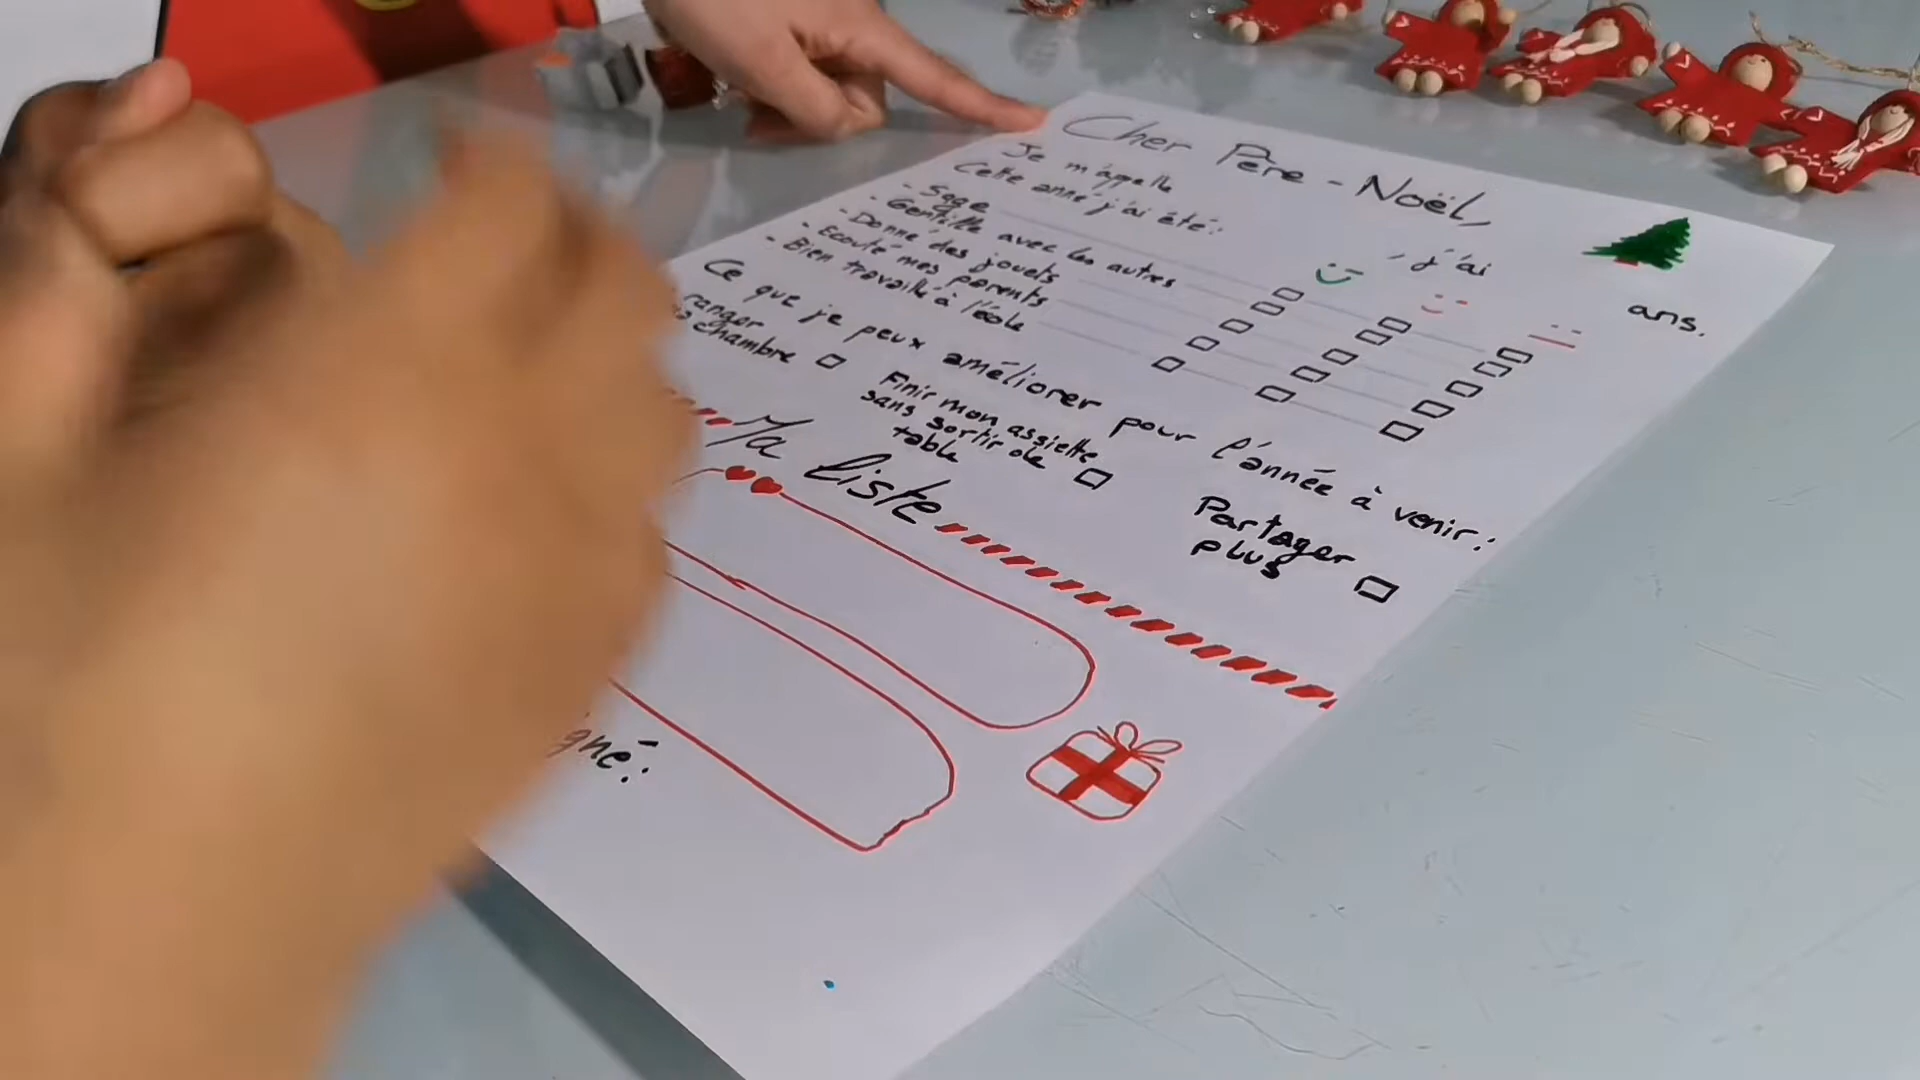 Cher Père-Noël,
Je m'appelle , j'ai ans.
Cette anné j'ai été:
- Sage
- Gentille avec les autres
- Donné des jouets
- Ecouté mes parents
- Bien travaillé à l'école
Ce que je peux améliorer pour l'année à venir:
ranger
chambre
Finir mon assiette
sans sortir de
table
Partager
plus
Ma liste
gné: